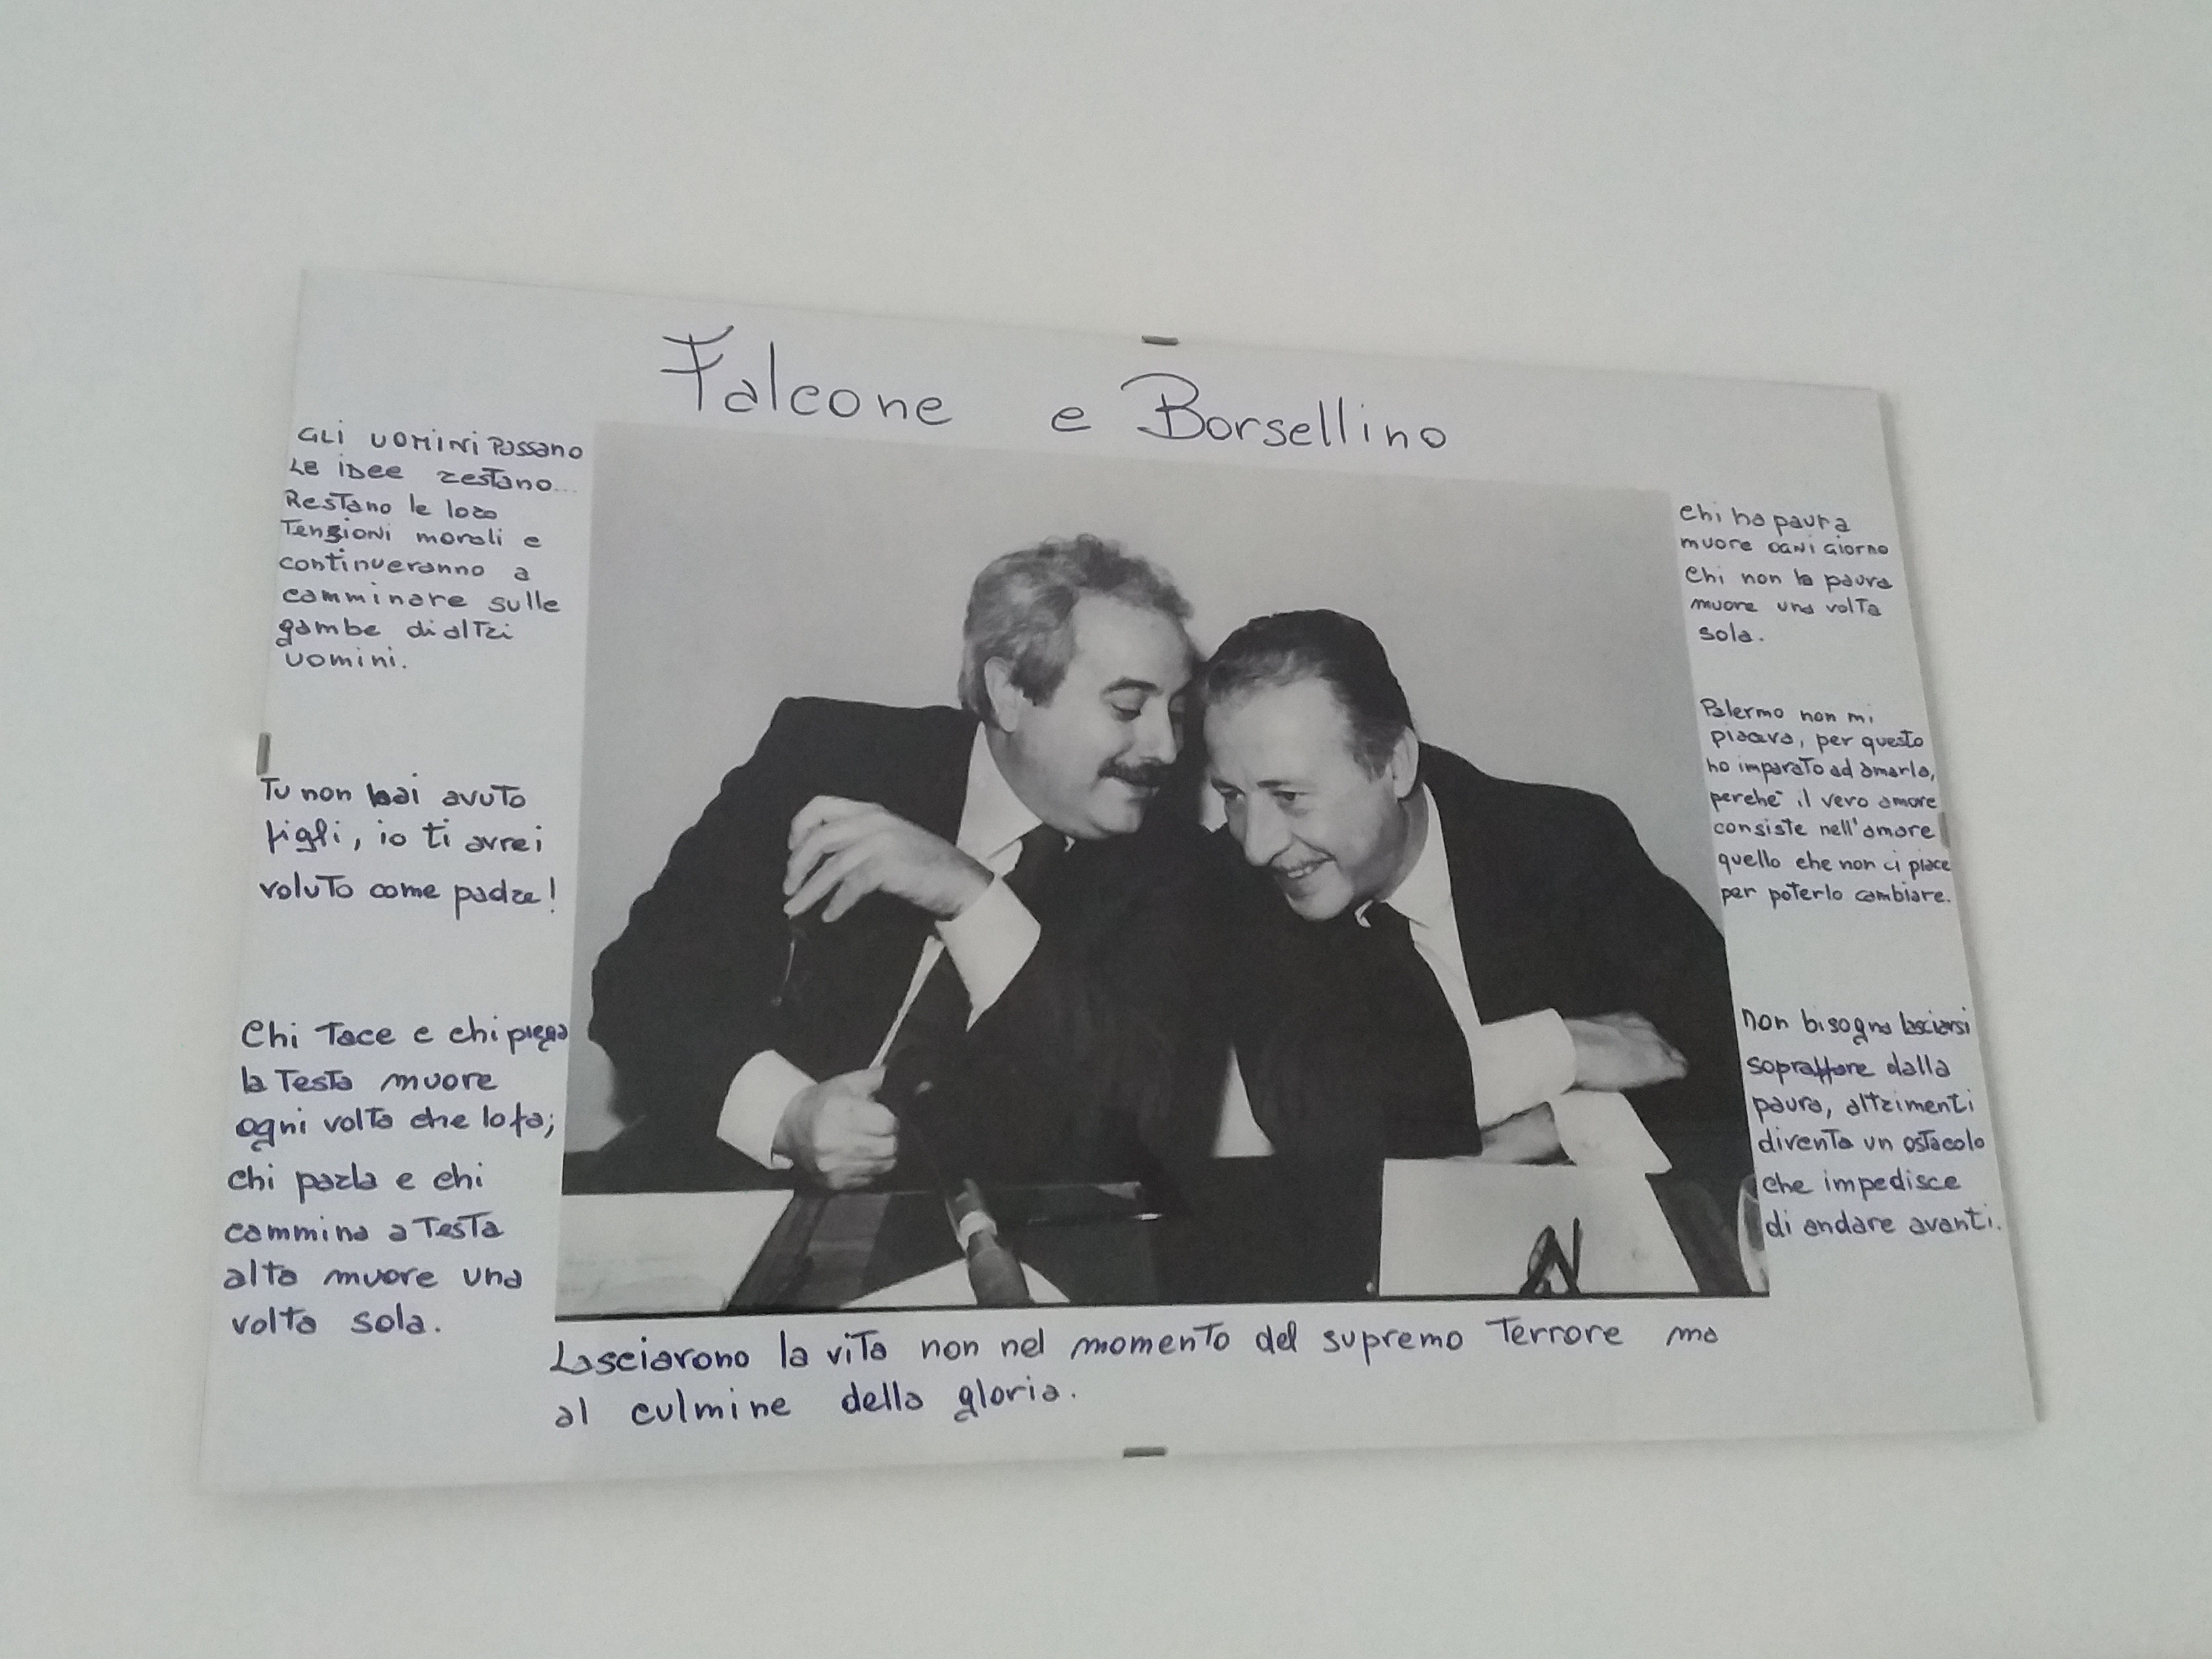 Falcone e Borsellino
GLI UOMINI Passano
LE IDEE restano...
Restano le loro
Tensioni morali e
continueranno a
camminare sulle
gambe di altri
uomini.
Tu non hai avuto
figli, io ti avrei
voluto come padre!
Chi Tace e chi piega
la Testa muore
ogni volta che lo fa;
chi parla e chi
cammina a Testa
alta muore una
volta sola.
Chi ha paura
muore ogni giorno
Chi non ha paura
muore una volta
sola.
Palermo non mi
piaceva, per questo
ho imparato ad amarla,
perché il vero amore
consiste nell'amare
quello che non ci piace
per poterlo cambiare.
Non bisogna lasciarsi
sopraffare dalla
paura, altrimenti
diventa un ostacolo
che impedisce
di andare avanti.
Lasciarono la vita non nel momento del supremo Terrore ma
al culmine della gloria.